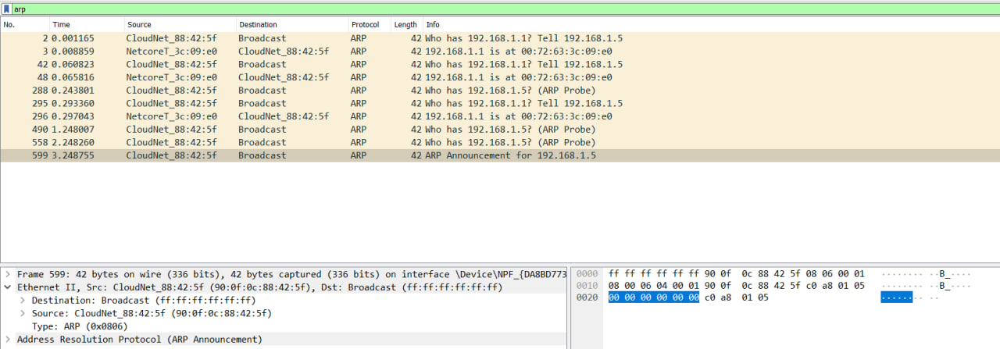 arp
No. Time Source Destination Protocol Length Info
2 0.001165 CloudNet_88:42:5f Broadcast ARP 42 Who has 192.168.1.1? Tell 192.168.1.5
3 0.008859 NetcoreT_3c:09:e0 CloudNet_88:42:5f ARP 42 192.168.1.1 is at 00:72:63:3c:09:e0
42 0.060823 CloudNet_88:42:5f Broadcast ARP 42 Who has 192.168.1.1? Tell 192.168.1.5
48 0.065816 NetcoreT_3c:09:e0 CloudNet_88:42:5f ARP 42 192.168.1.1 is at 00:72:63:3c:09:e0
288 0.243801 CloudNet_88:42:5f Broadcast ARP 42 Who has 192.168.1.5? (ARP Probe)
295 0.293360 CloudNet_88:42:5f Broadcast ARP 42 Who has 192.168.1.1? Tell 192.168.1.5
296 0.297043 NetcoreT_3c:09:e0 CloudNet_88:42:5f ARP 42 192.168.1.1 is at 00:72:63:3c:09:e0
490 1.248007 CloudNet_88:42:5f Broadcast ARP 42 Who has 192.168.1.5? (ARP Probe)
558 2.248260 CloudNet_88:42:5f Broadcast ARP 42 Who has 192.168.1.5? (ARP Probe)
599 3.248755 CloudNet_88:42:5f Broadcast ARP 42 ARP Announcement for 192.168.1.5
Frame 599: 42 bytes on wire (336 bits), 42 bytes captured (336 bits) on interface \Device\NPF_{DA8BD773
Ethernet II, Src: CloudNet_88:42:5f (90:0f:0c:88:42:5f), Dst: Broadcast (ff:ff:ff:ff:ff:ff)
Destination: Broadcast (ff:ff:ff:ff:ff:ff)
Source: CloudNet_88:42:5f (90:0f:0c:88:42:5f)
Type: ARP (0x0806)
Address Resolution Protocol (ARP Announcement)
0000 ff ff ff ff ff ff 90 0f 0c 88 42 5f 08 06 00 01 ········ ··B_····
0010 08 00 06 04 00 01 90 0f 0c 88 42 5f c0 a8 01 05 ········ ··B_····
0020 00 00 00 00 00 00 c0 a8 01 05 ········ ··